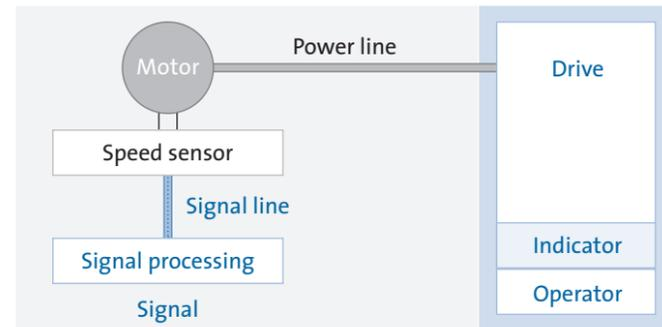 Motor
Power line
Drive
Speed sensor
Signal line
Signal processing
Signal
Indicator
Operator